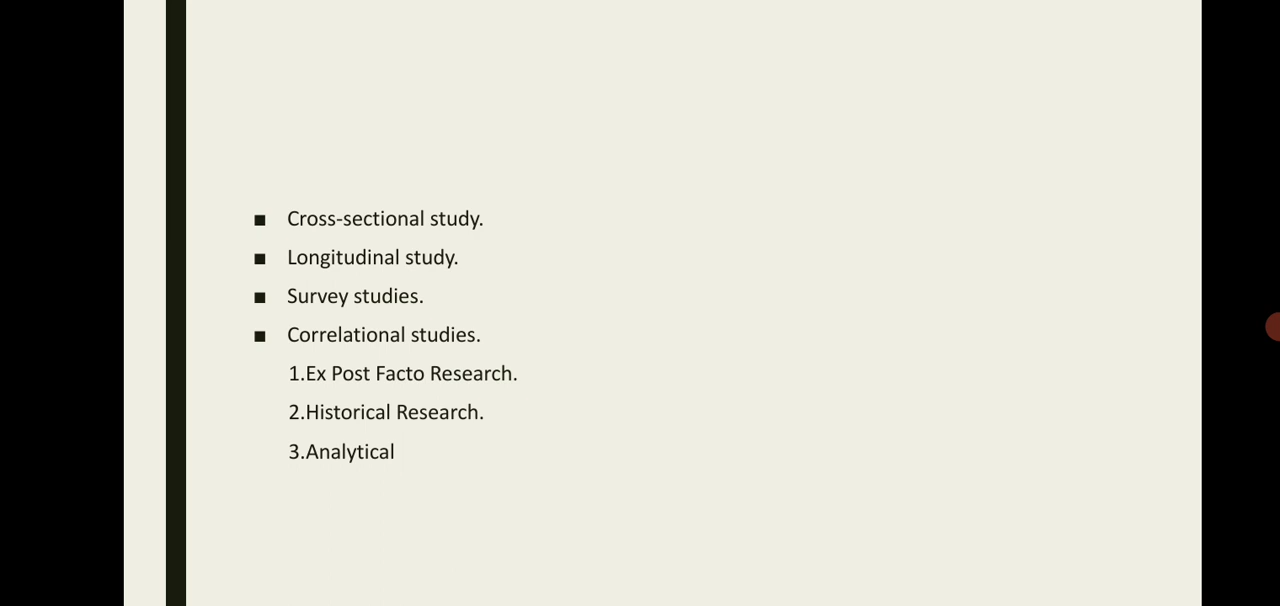 ■ Cross-sectional study.
■ Longitudinal study.
■ Survey studies.
■ Correlational studies.
1.Ex Post Facto Research.
2.Historical Research.
3.Analytical